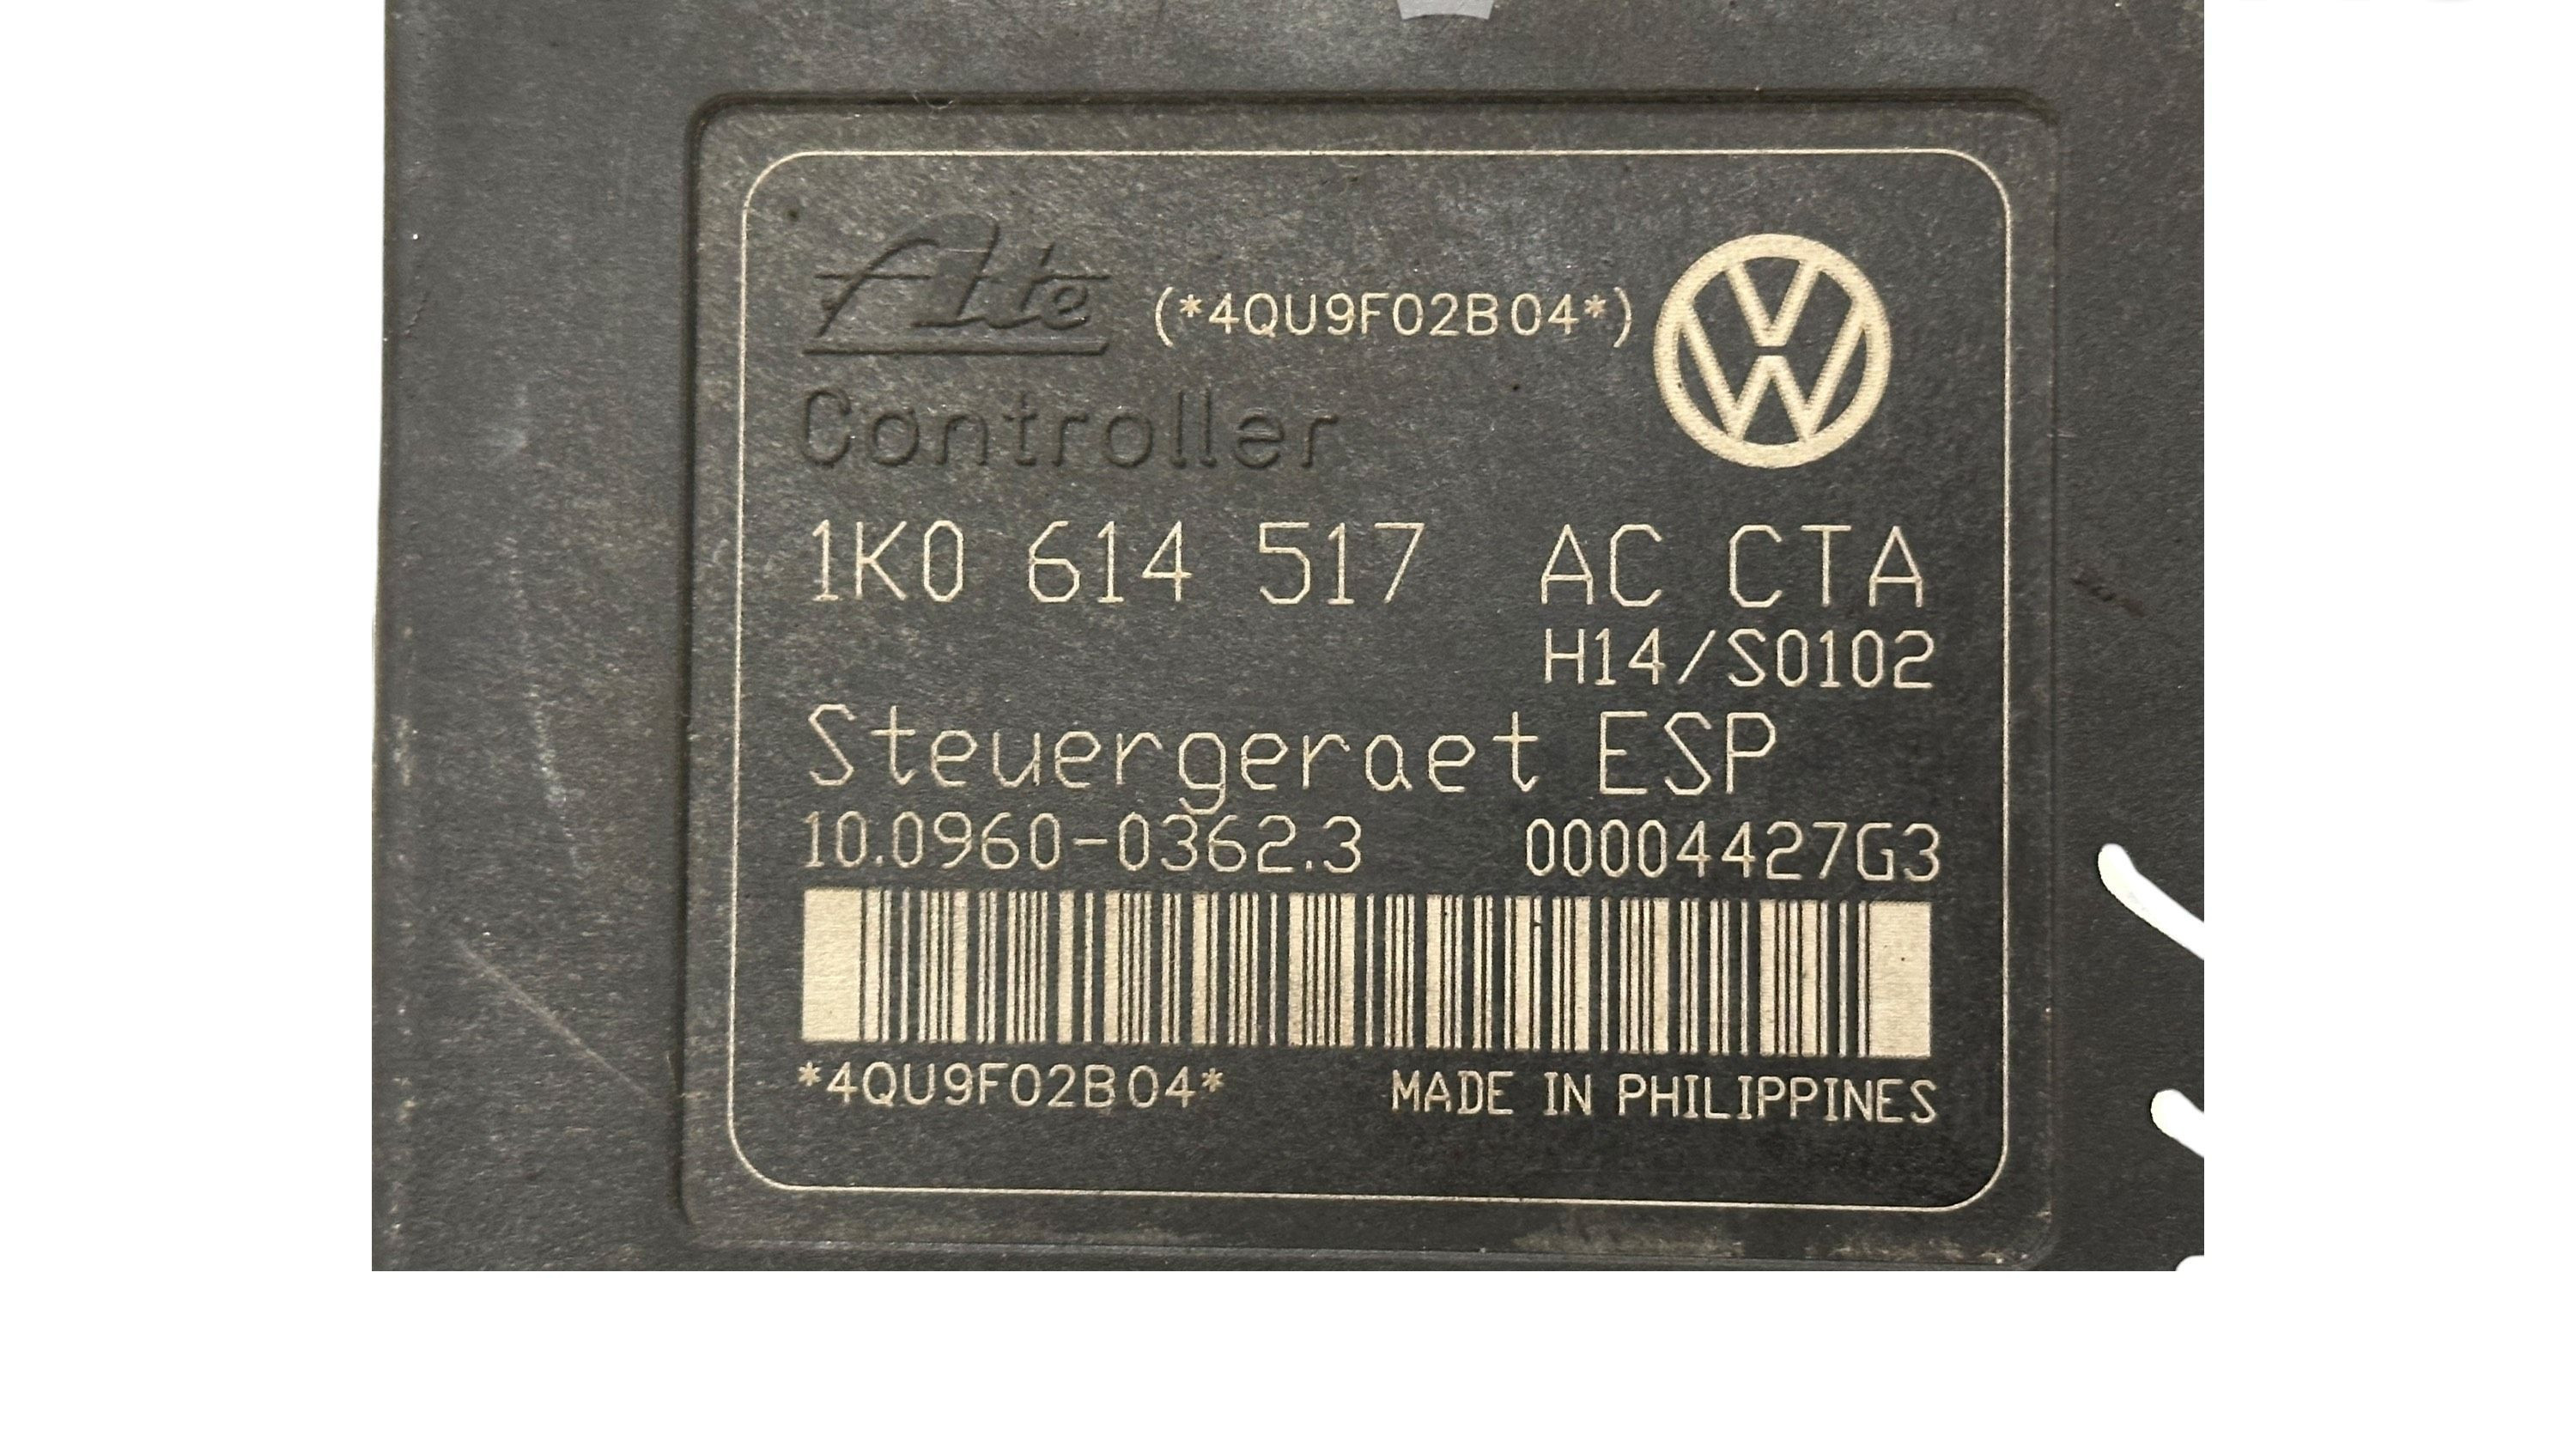 Ate (*4QU9F02B04*)
Controller
1K0 614 517 AC CTA
H14/S0102
Steuergeraet ESP
10.0960-0362.3 00004427G3
*4QU9F02B04* MADE IN PHILIPPINES